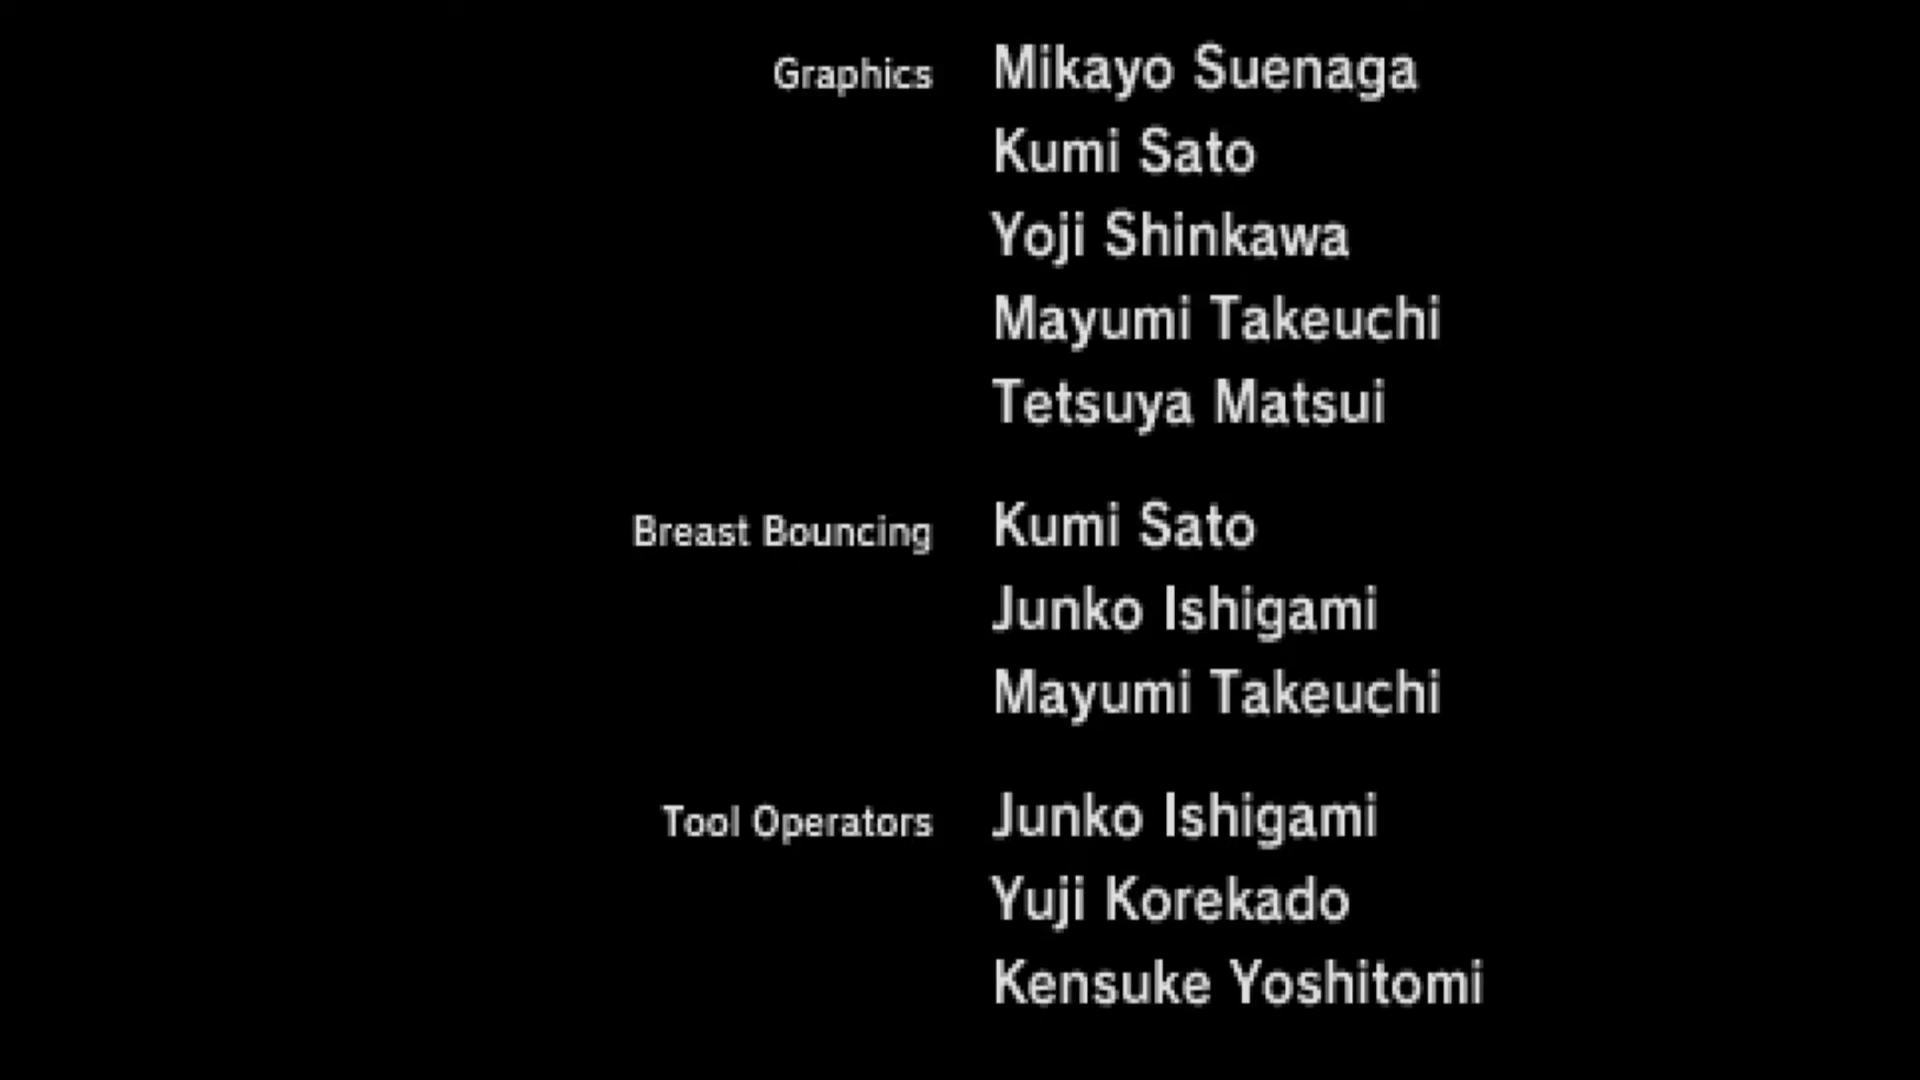 Graphics Mikayo Suenaga
Kumi Sato
Yoji Shinkawa
Mayumi Takeuchi
Tetsuya Matsui
Breast Bouncing Kumi Sato
Junko Ishigami
Mayumi Takeuchi
Tool Operators Junko Ishigami
Yuji Korekado
Kensuke Yoshitomi